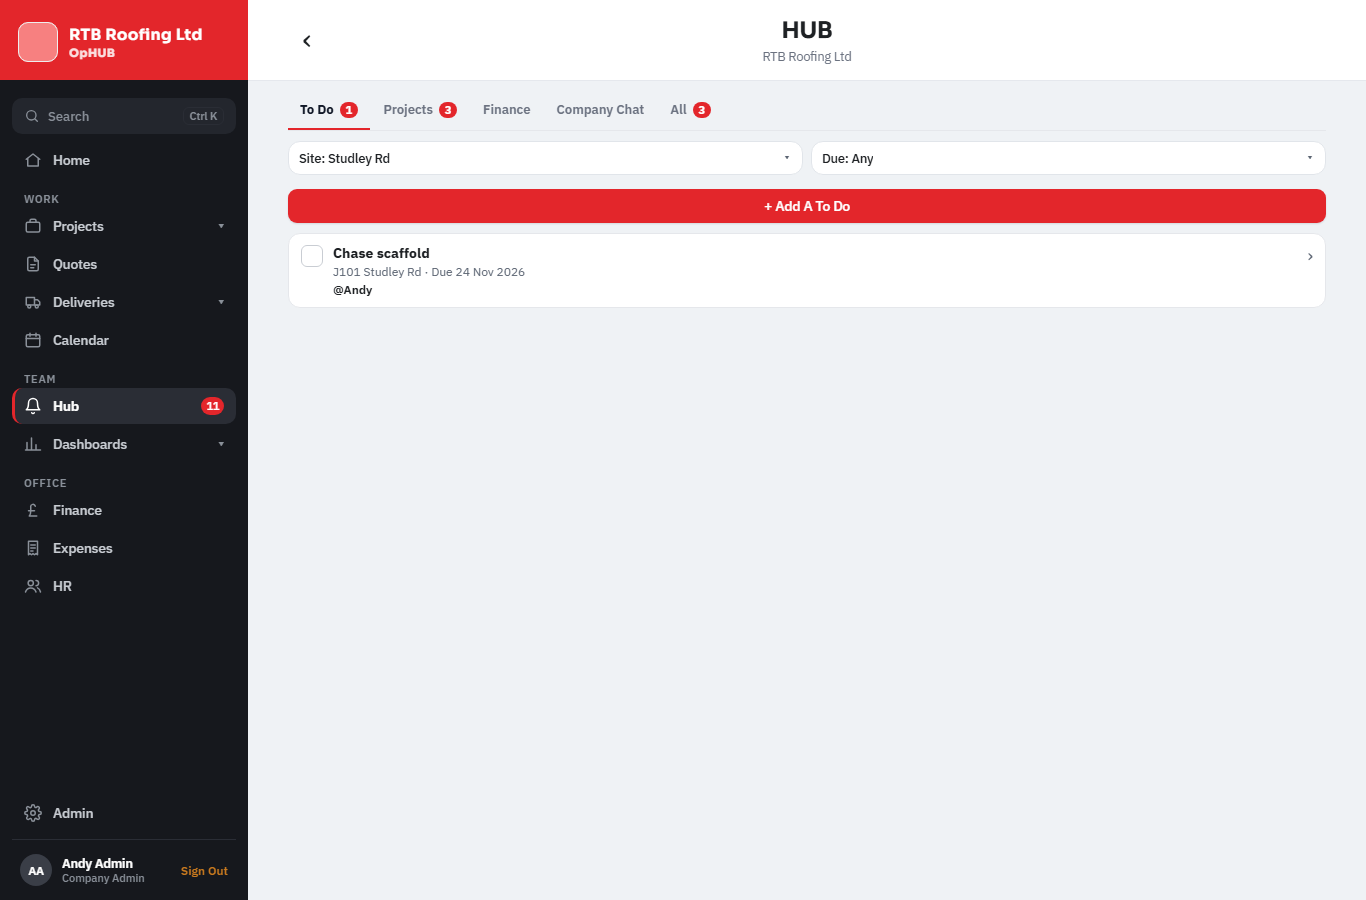 RTB Roofing Ltd
OpHUB
Search Ctrl K
Home
WORK
Projects
Quotes
Deliveries
Calendar
TEAM
Hub 11
Dashboards
OFFICE
Finance
Expenses
HR
Admin
AA
Andy Admin
Company Admin
Sign Out
HUB
RTB Roofing Ltd
To Do 1 Projects 3 Finance Company Chat All 3
Site: Studley Rd Due: Any
+ Add A To Do
Chase scaffold
J101 Studley Rd · Due 24 Nov 2026
@Andy